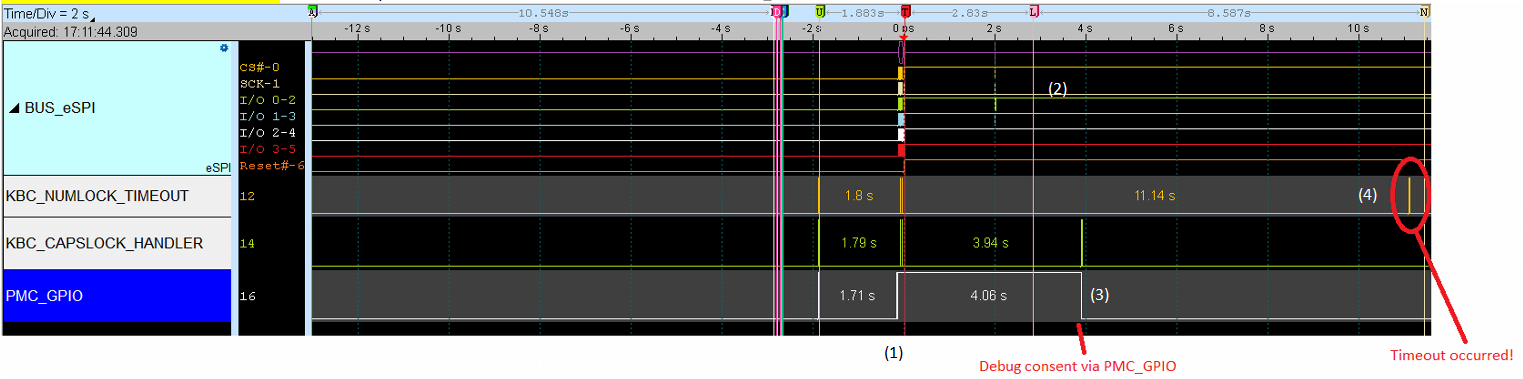 Time/Div = 2 s
A
10.548s
D
U
1.883s
T
2.83s
L
8.587s
N
Acquired: 17:11:44.309
-12 s
-10 s
-8 s
-6 s
-4 s
-2 s
0 ps
2 s
4 s
6 s
8 s
10 s
BUS_eSPI
eSPI
CS#-0
SCK-1
I/O 0-2
I/O 1-3
I/O 2-4
I/O 3-5
Reset#-6
(2)
KBC_NUMLOCK_TIMEOUT
12
1.8 s
11.14 s
(4)
KBC_CAPSLOCK_HANDLER
14
1.79 s
3.94 s
PMC_GPIO
16
1.71 s
4.06 s
(3)
(1)
Debug consent via PMC_GPIO
Timeout occurred!